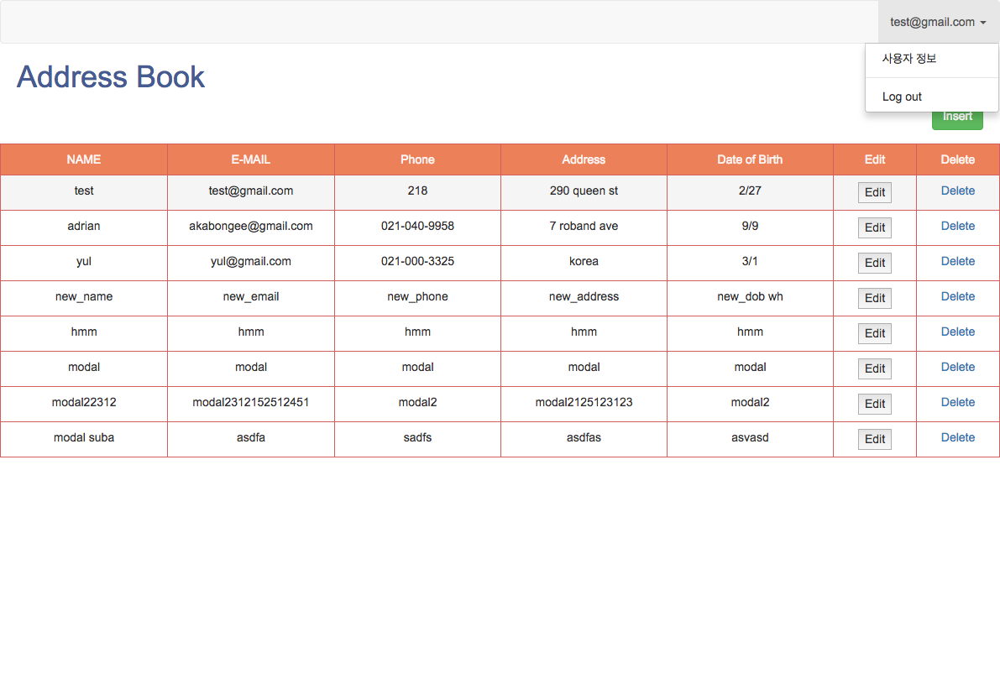 test@gmail.com
사용자 정보
Log out
Address Book
Insert
NAME E-MAIL Phone Address Date of Birth Edit Delete
test test@gmail.com 218 290 queen st 2/27 Edit Delete
adrian akabongee@gmail.com 021-040-9958 7 roband ave 9/9 Edit Delete
yul yul@gmail.com 021-000-3325 korea 3/1 Edit Delete
new_name new_email new_phone new_address new_dob wh Edit Delete
hmm hmm hmm hmm hmm Edit Delete
modal modal modal modal modal Edit Delete
modal22312 modal2312152512451 modal2 modal2125123123 modal2 Edit Delete
modal suba asdfa sadfs asdfas asvasd Edit Delete